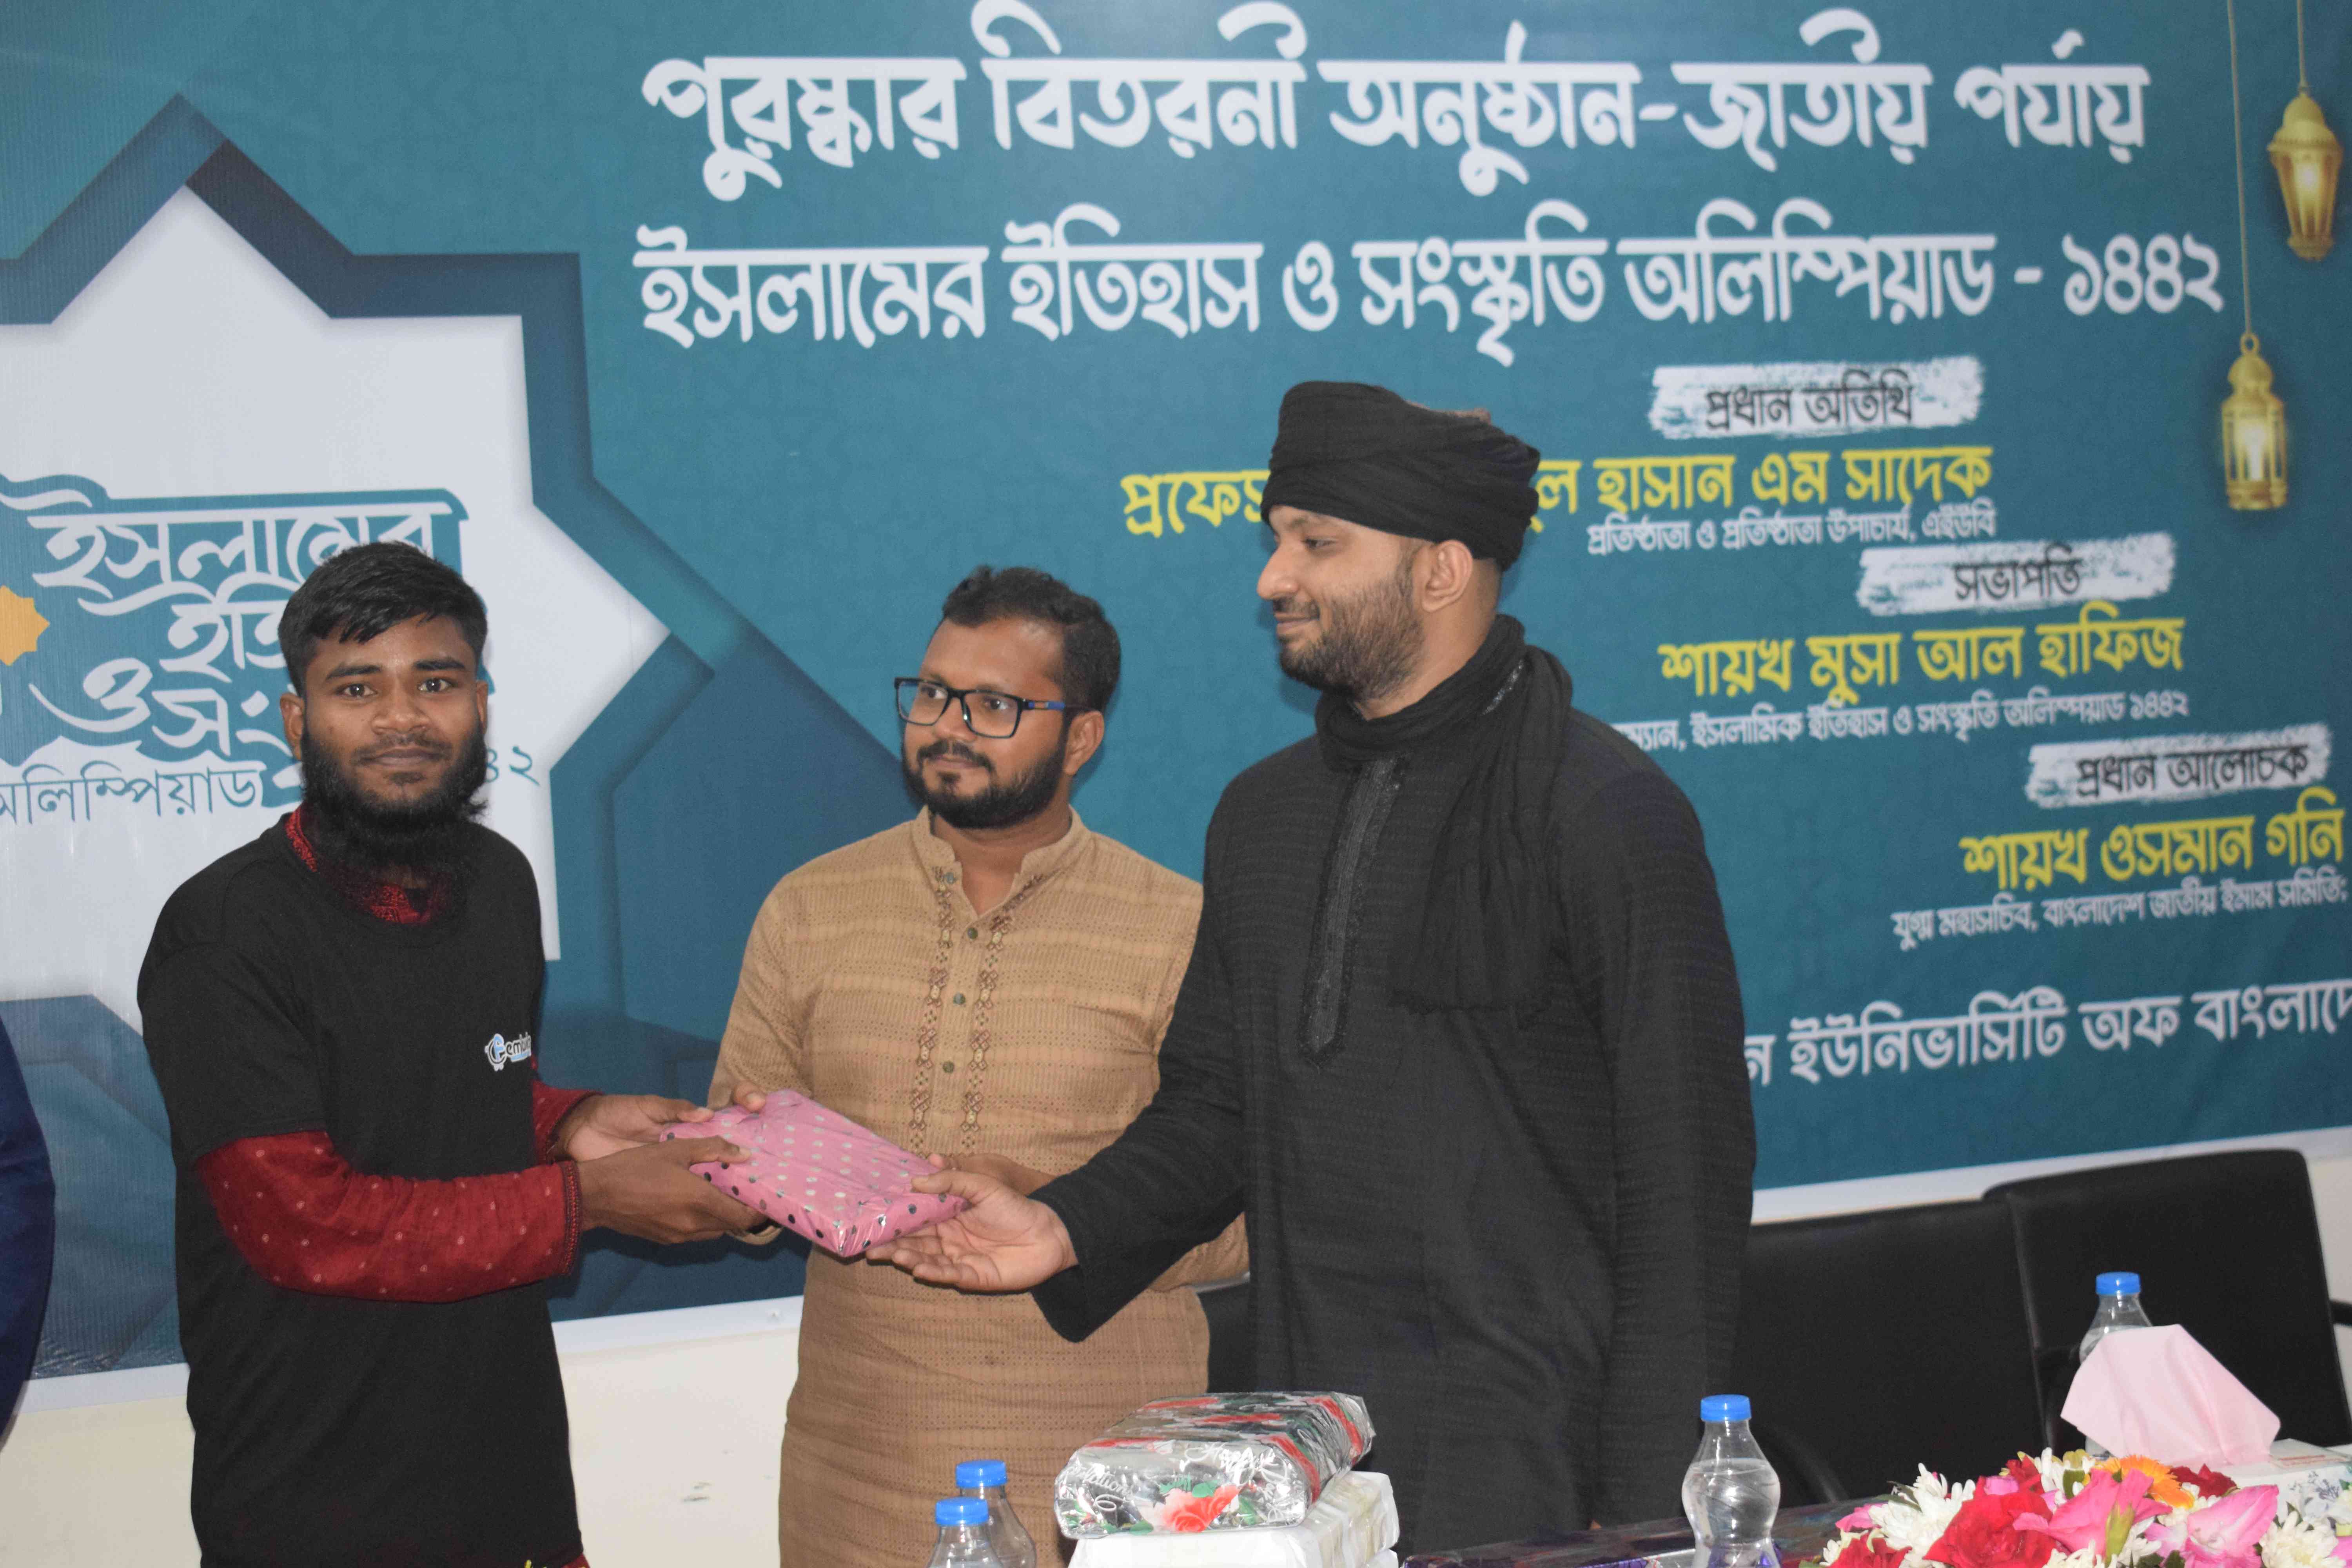 পুরষ্কার বিতরনী অনুষ্ঠান-জাতীয় পর্যায়
ইসলামের ইতিহাস ও সংস্কৃতি অলিম্পিয়াড - ১৪৪২
প্রধান অতিথি
হাসান এম সাদেক
প্রতিষ্ঠাতা ও প্রতিষ্ঠাতা উপাচার্য, এইউবি
সভাপতি
শায়খ মুসা আল হাফিজ
ইসলামিক ইতিহাস ও সংস্কৃতি অলিম্পয়াড ১৪৪২
প্রধান আলোচক
শায়খ ওসমান গনি
যুগ্ম মহাসচিব, বাংলাদেশ জাতীয় ইমাম সমিতি;
ইউনিভার্সিটি অফ
ইসলামের
ও
অলিম্পিয়াড